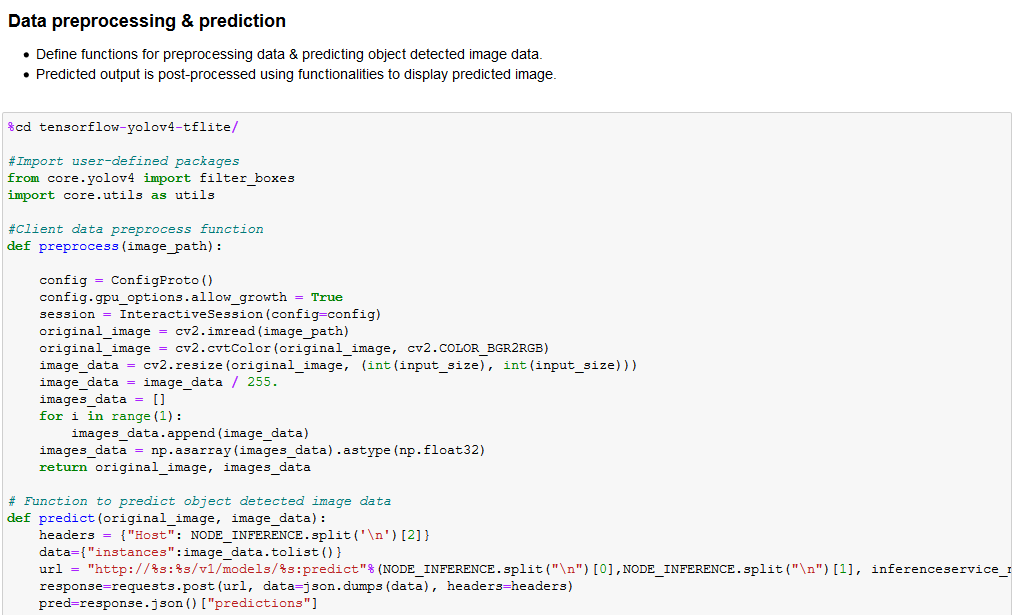 Data preprocessing & prediction
• Define functions for preprocessing data & predicting object detected image data.
• Predicted output is post-processed using functionalities to display predicted image.
%cd tensorflow-yolov4-tflite/
#Import user-defined packages
from core.yolov4 import filter_boxes
import core.utils as utils
#Client data preprocess function
def preprocess(image_path):
    config = ConfigProto()
    config.gpu_options.allow_growth = True
    session = InteractiveSession(config=config)
    original_image = cv2.imread(image_path)
    original_image = cv2.cvtColor(original_image, cv2.COLOR_BGR2RGB)
    image_data = cv2.resize(original_image, (int(input_size), int(input_size)))
    image_data = image_data / 255.
    images_data = []
    for i in range(1):
        images_data.append(image_data)
    images_data = np.asarray(images_data).astype(np.float32)
    return original_image, images_data
# Function to predict object detected image data
def predict(original_image, image_data):
    headers = {"Host": NODE_INFERENCE.split('\n')[2]}
    data={"instances":image_data.tolist()}
    url = "http://%s:%s/v1/models/%s:predict"%(NODE_INFERENCE.split("\n")[0],NODE_INFERENCE.split("\n")[1],
    response=requests.post(url, data=json.dumps(data), headers=headers)
    pred=response.json()["predictions"]